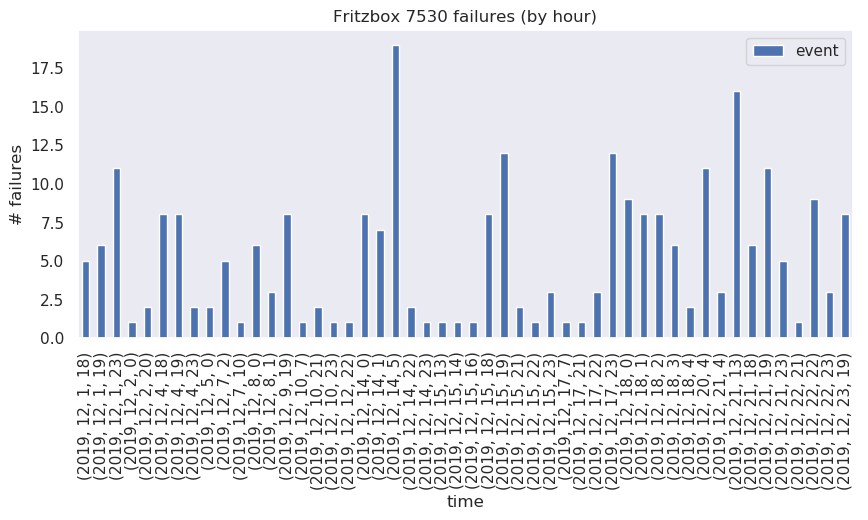 Fritzbox 7530 failures (by hour)
event
# failures
17.5
15.0
12.5
10.0
7.5
5.0
2.5
0.0
(2019, 12, 1, 18)
(2019, 12, 1, 19)
(2019, 12, 1, 23)
(2019, 12, 2, 0)
(2019, 12, 2, 20)
(2019, 12, 4, 18)
(2019, 12, 4, 19)
(2019, 12, 4, 23)
(2019, 12, 5, 0)
(2019, 12, 7, 2)
(2019, 12, 7, 10)
(2019, 12, 8, 0)
(2019, 12, 8, 1)
(2019, 12, 9, 19)
(2019, 12, 10, 7)
(2019, 12, 10, 21)
(2019, 12, 10, 23)
(2019, 12, 12, 22)
(2019, 12, 14, 0)
(2019, 12, 14, 1)
(2019, 12, 14, 5)
(2019, 12, 14, 22)
(2019, 12, 14, 23)
(2019, 12, 15, 13)
(2019, 12, 15, 14)
(2019, 12, 15, 16)
(2019, 12, 15, 18)
(2019, 12, 15, 19)
(2019, 12, 15, 21)
(2019, 12, 15, 22)
(2019, 12, 15, 23)
(2019, 12, 17, 7)
(2019, 12, 17, 21)
(2019, 12, 17, 22)
(2019, 12, 17, 23)
(2019, 12, 18, 0)
(2019, 12, 18, 1)
(2019, 12, 18, 2)
(2019, 12, 18, 3)
(2019, 12, 18, 4)
(2019, 12, 20, 4)
(2019, 12, 21, 4)
(2019, 12, 21, 13)
(2019, 12, 21, 18)
(2019, 12, 21, 19)
(2019, 12, 21, 23)
(2019, 12, 22, 21)
(2019, 12, 22, 22)
(2019, 12, 22, 23)
(2019, 12, 23, 19)
time